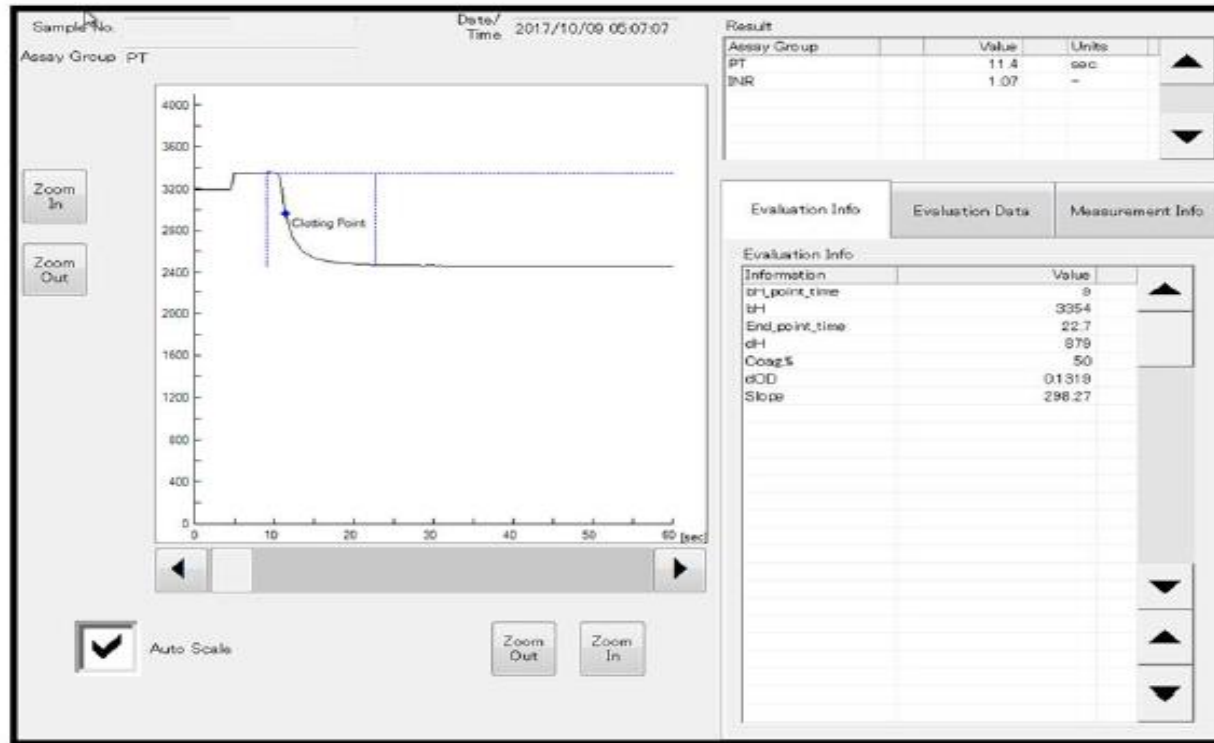 Sample No.
Date/
Time 2017/10/09 05:07:07
Assay Group PT
4000
3600
3200
2800
2400
2000
1600
1200
800
400
0
0 10 20 30 40 50 60 [sec]
Clotting Point
Zoom
In
Zoom
Out
Auto Scale
Zoom
Out
Zoom
In
Result
Assay Group Value Units
PT 11.4 sec
INR 1.07 -
Evaluation Info Evaluation Data Measurement Info
Evaluation Info
Information Value
bH_point_time 9
bH 3354
End_point_time 22.7
dH 879
Coag.% 50
dOD 0.1319
Slope 298.27